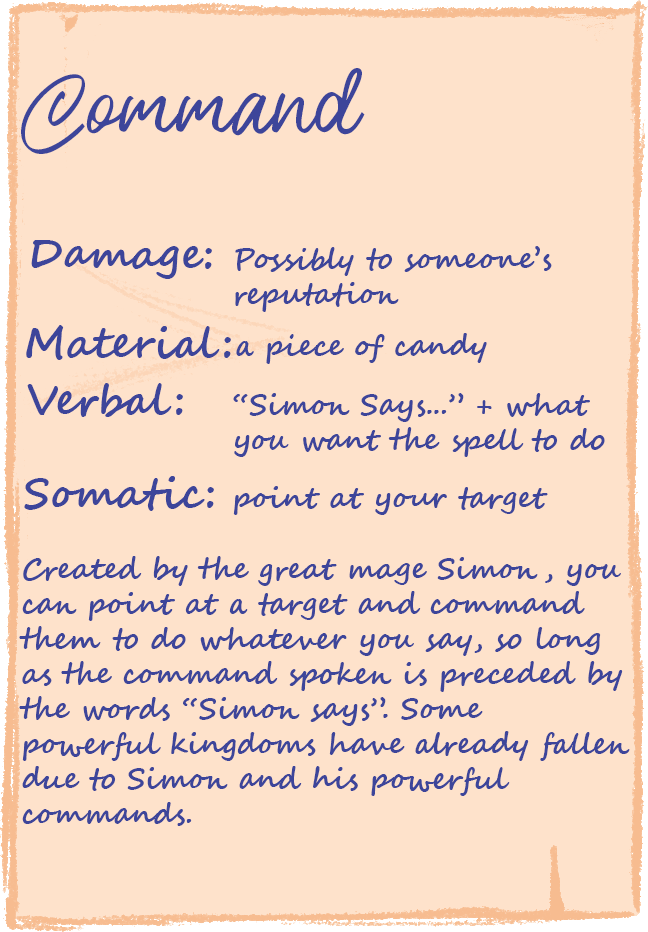 Command
Damage: Possibly to someone's
reputation
Material: a piece of candy
Verbal: “Simon Says...” + what
you want the spell to do
Somatic: point at your target
Created by the great mage Simon , you
can point at a target and command
them to do whatever you say, so long
as the command spoken is preceded by
the words “Simon says”. Some
powerful kingdoms have already fallen
due to Simon and his powerful
commands.